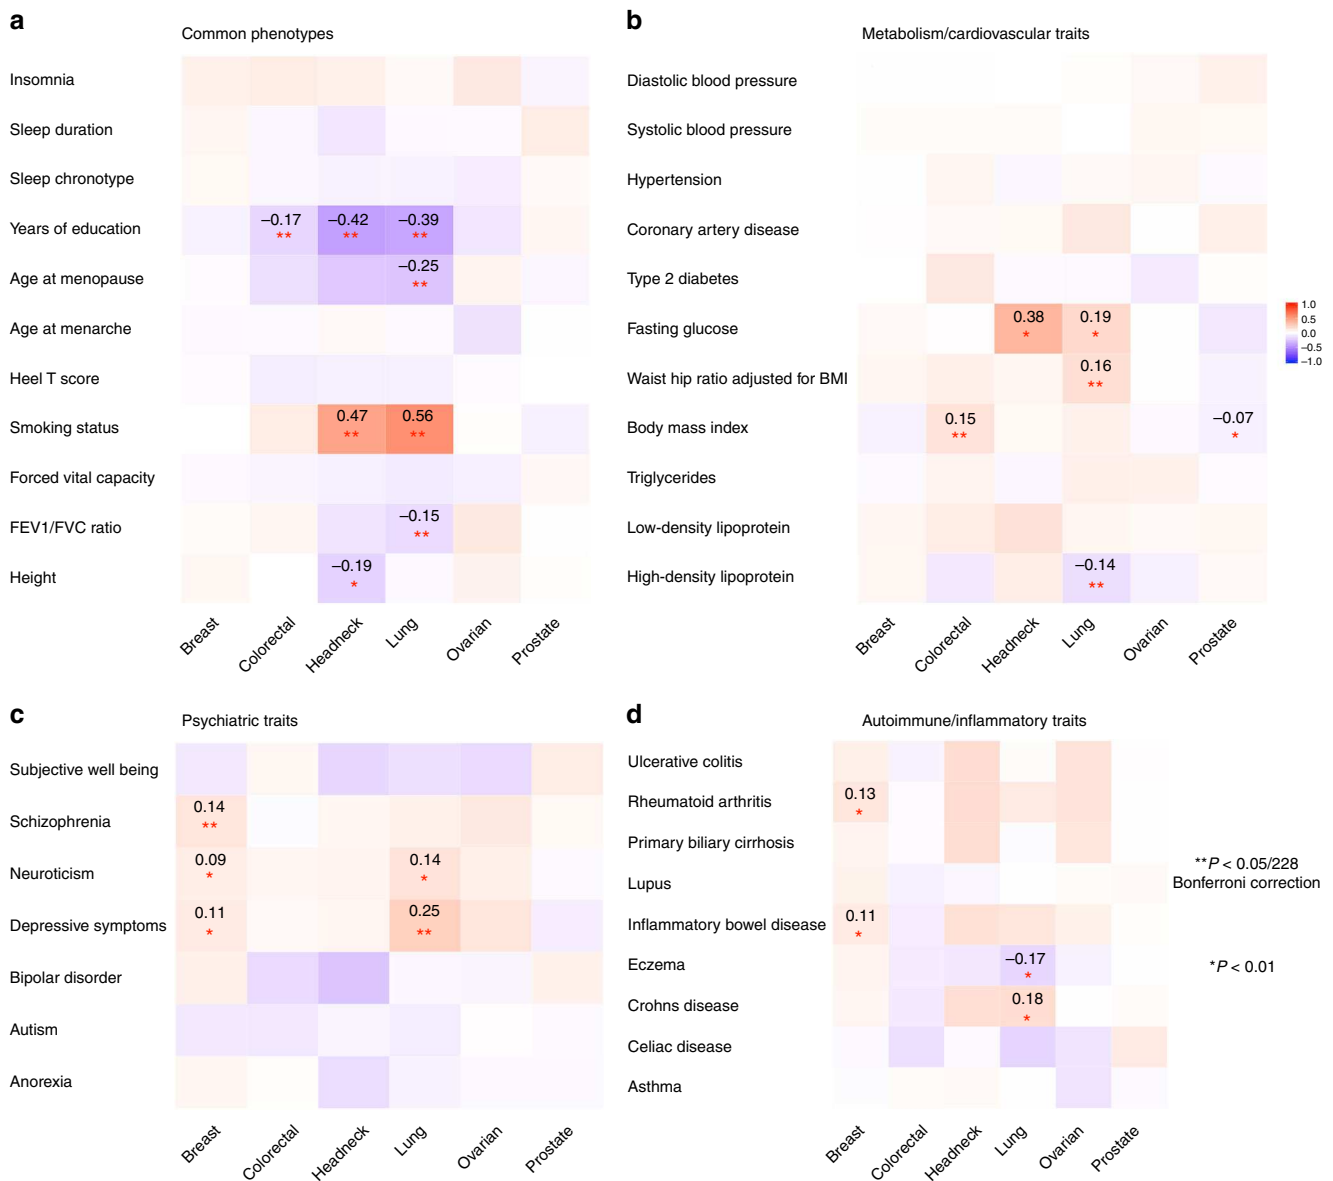 a
Common phenotypes
Insomnia
Sleep duration
Sleep chronotype
Years of education
−0.17 −0.42 −0.39
** ** **
Age at menopause
−0.25
**
Age at menarche
Heel T score
Smoking status
0.47 0.56
** **
Forced vital capacity
FEV1/FVC ratio
−0.15
**
Height
−0.19
*
Breast
Colorectal
Headneck
Lung
Ovarian
Prostate
b
Metabolism/cardiovascular traits
Diastolic blood pressure
Systolic blood pressure
Hypertension
Coronary artery disease
Type 2 diabetes
Fasting glucose
0.38 0.19
* *
Waist hip ratio adjusted for BMI
0.16
**
Body mass index
0.15 −0.07
** *
Triglycerides
Low-density lipoprotein
High-density lipoprotein
−0.14
**
Breast
Colorectal
Headneck
Lung
Ovarian
Prostate
1.0
0.5
0.0
−0.5
−1.0
c
Psychiatric traits
Subjective well being
Schizophrenia
0.14
**
Neuroticism
0.09 0.14
* *
Depressive symptoms
0.11 0.25
* **
Bipolar disorder
Autism
Anorexia
Breast
Colorectal
Headneck
Lung
Ovarian
Prostate
d
Autoimmune/inflammatory traits
Ulcerative colitis
Rheumatoid arthritis
0.13
*
Primary biliary cirrhosis
Lupus
Inflammatory bowel disease
0.11
*
Eczema
−0.17
*
Crohns disease
0.18
*
Celiac disease
Asthma
Breast
Colorectal
Headneck
Lung
Ovarian
Prostate
**P < 0.05/228
Bonferroni correction
*P < 0.01